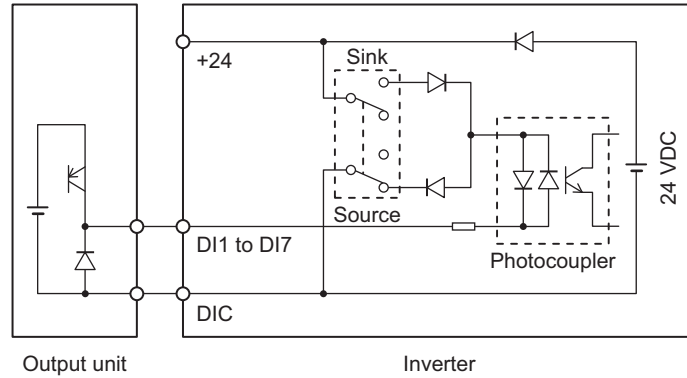 +24
Sink
Source
24 VDC
DI1 to DI7
Photocoupler
DIC
Output unit
Inverter